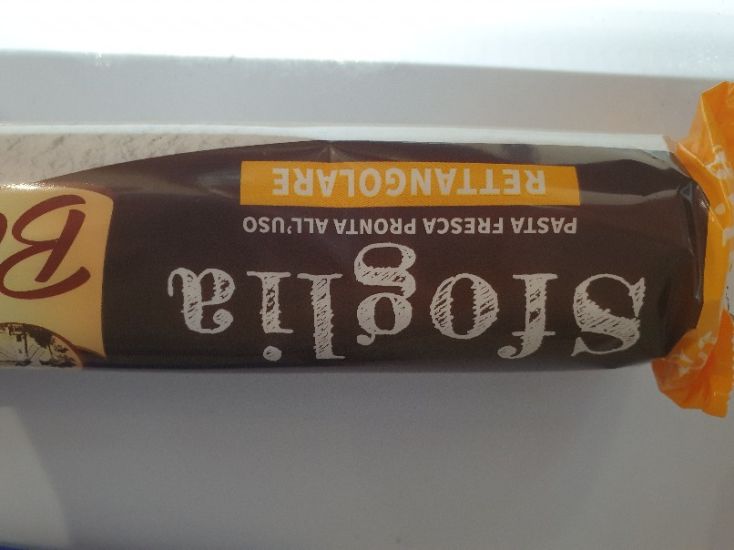 Sfoglia
PASTA FRESCA PRONTA ALL'USO
RETTANGOLARE